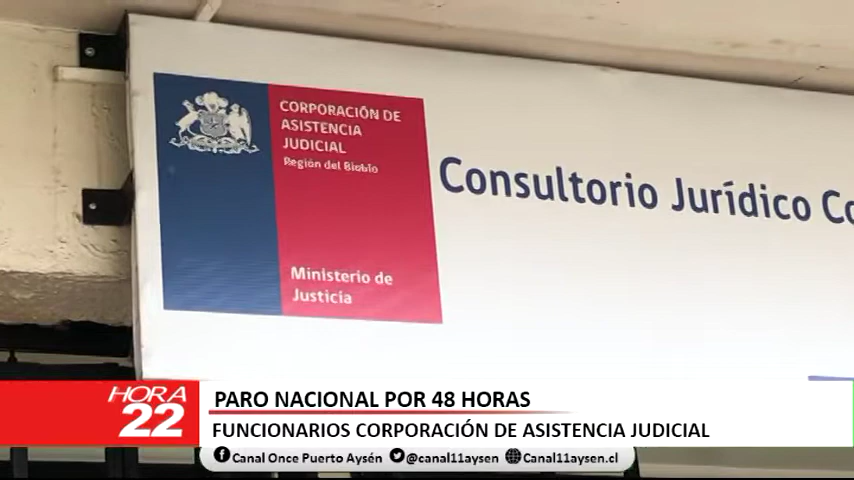 CORPORACIÓN DE
ASISTENCIA
JUDICIAL
Región del Biobío
Ministerio de
Justicia
Consultorio Jurídico Co
HORA
22
PARO NACIONAL POR 48 HORAS
FUNCIONARIOS CORPORACIÓN DE ASISTENCIA JUDICIAL
Canal Once Puerto Aysén @canal11aysen Canal11aysen.cl